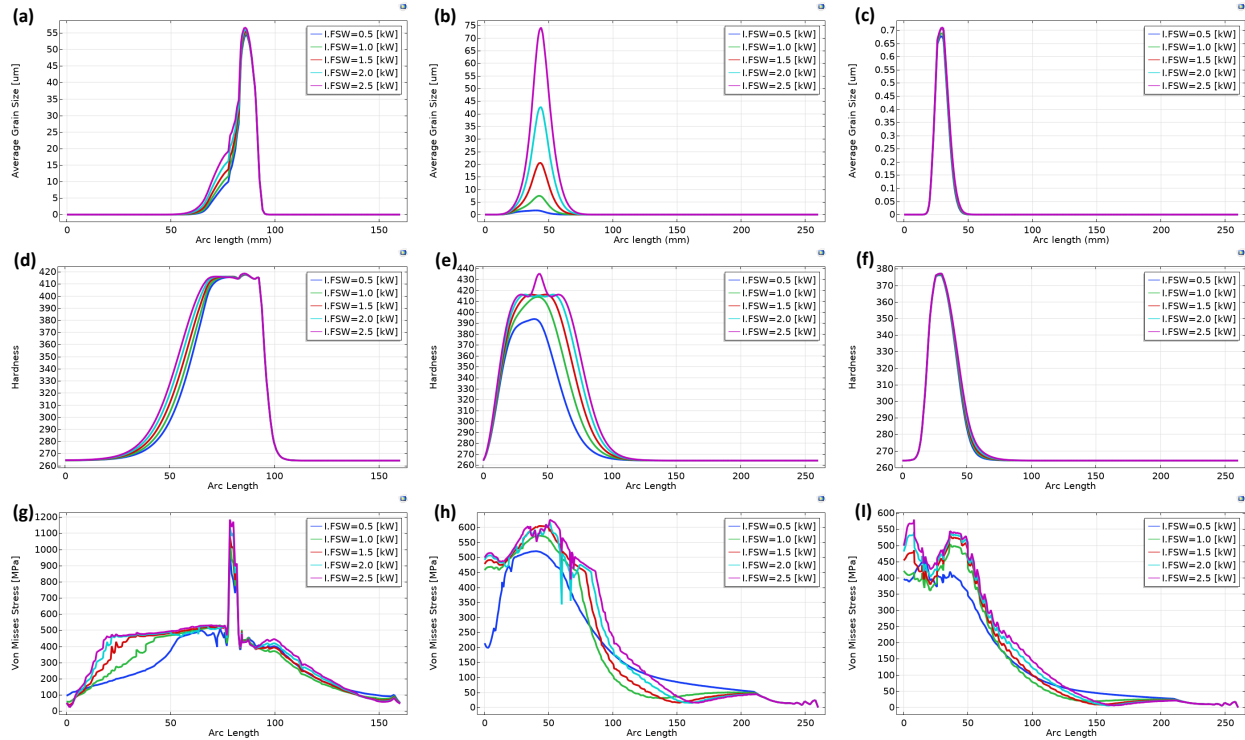 (a)
Average Grain Size [um]
55
50
45
40
35
30
25
20
15
10
5
0
0
50
100
150
Arc length (mm)
I.FSW=0.5 [kW]
I.FSW=1.0 [kW]
I.FSW=1.5 [kW]
I.FSW=2.0 [kW]
I.FSW=2.5 [kW]
(b)
Average Grain Size [um]
75
70
65
60
55
50
45
40
35
30
25
20
15
10
5
0
0
50
100
150
200
250
Arc length (mm)
I.FSW=0.5 [kW]
I.FSW=1.0 [kW]
I.FSW=1.5 [kW]
I.FSW=2.0 [kW]
I.FSW=2.5 [kW]
(c)
Average Grain Size [um]
0.7
0.65
0.6
0.55
0.5
0.45
0.4
0.35
0.3
0.25
0.2
0.15
0.1
0.05
0
0
50
100
150
200
250
Arc length (mm)
I.FSW=0.5 [kW]
I.FSW=1.0 [kW]
I.FSW=1.5 [kW]
I.FSW=2.0 [kW]
I.FSW=2.5 [kW]
(d)
Hardness
420
410
400
390
380
370
360
350
340
330
320
310
300
290
280
270
260
0
50
100
150
Arc Length
I.FSW=0.5 [kW]
I.FSW=1.0 [kW]
I.FSW=1.5 [kW]
I.FSW=2.0 [kW]
I.FSW=2.5 [kW]
(e)
Hardness
440
430
420
410
400
390
380
370
360
350
340
330
320
310
300
290
280
270
260
0
50
100
150
200
250
Arc Length
I.FSW=0.5 [kW]
I.FSW=1.0 [kW]
I.FSW=1.5 [kW]
I.FSW=2.0 [kW]
I.FSW=2.5 [kW]
(f)
Hardness
380
370
360
350
340
330
320
310
300
290
280
270
260
0
50
100
150
200
250
Arc Length
I.FSW=0.5 [kW]
I.FSW=1.0 [kW]
I.FSW=1.5 [kW]
I.FSW=2.0 [kW]
I.FSW=2.5 [kW]
(g)
Von Misses Stress [MPa]
1200
1100
1000
900
800
700
600
500
400
300
200
100
0
0
50
100
150
Arc Length
I.FSW=0.5 [kW]
I.FSW=1.0 [kW]
I.FSW=1.5 [kW]
I.FSW=2.0 [kW]
I.FSW=2.5 [kW]
(h)
Von Misses Stress [MPa]
600
550
500
450
400
350
300
250
200
150
100
50
0
0
50
100
150
200
250
Arc Length
I.FSW=0.5 [kW]
I.FSW=1.0 [kW]
I.FSW=1.5 [kW]
I.FSW=2.0 [kW]
I.FSW=2.5 [kW]
(I)
Von Misses Stress [MPa]
600
550
500
450
400
350
300
250
200
150
100
50
0
0
50
100
150
200
250
Arc Length
I.FSW=0.5 [kW]
I.FSW=1.0 [kW]
I.FSW=1.5 [kW]
I.FSW=2.0 [kW]
I.FSW=2.5 [kW]